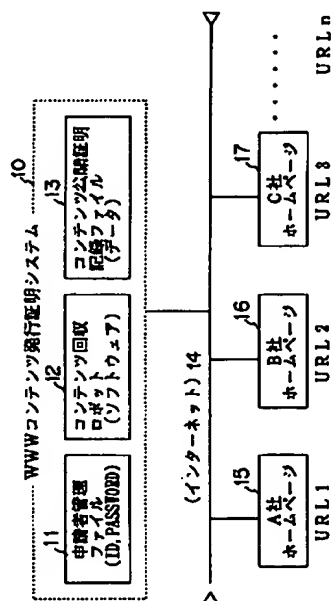 WWWコンテンツ発行証明システム
10
11
申請者管理
ファイル
(ID,PASSWORD)
12
コンテンツ回収
ロボット
(ソフトウェア)
13
コンテンツ公開証明
記録ファイル
(データ)
(インターネット) 14
15
A社
ホームページ
URL1
16
B社
ホームページ
URL2
17
C社
ホームページ
URL3
······
URLn